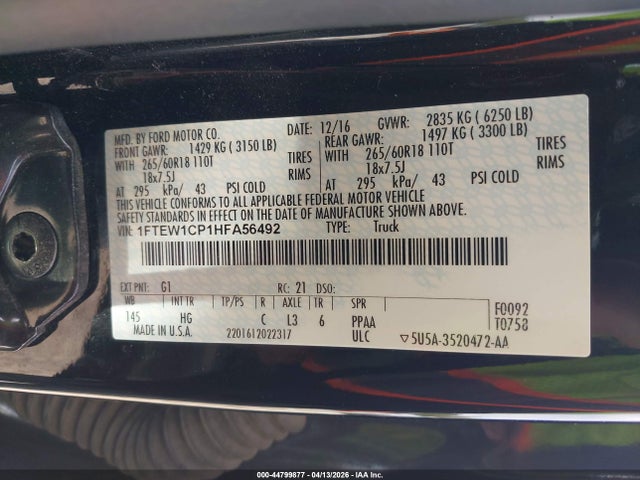 MFD. BY FORD MOTOR CO.
DATE: 12/16 GVWR: 2835 KG ( 6250 LB)
FRONT GAWR: 1429 KG ( 3150 LB) REAR GAWR: 1497 KG ( 3300 LB)
WITH 265/60R18 110T TIRES WITH 265/60R18 110T TIRES
18x7.5J RIMS 18x7.5J RIMS
AT 295 kPa/ 43 PSI COLD AT 295 kPa/ 43 PSI COLD
THIS VEHICLE CONFORMS TO ALL APPLICABLE FEDERAL MOTOR VEHICLE
SAFETY STANDARDS IN EFFECT ON THE DATE OF MANUFACTURE SHOWN ABOVE.
VIN: 1FTEW1CP1HFA56492 TYPE: Truck
EXT PNT: G1 RC: 21 DSO:
WB INT TR TP/PS R AXLE TR SPR
145 HG C L3 6 PPAA
F0092
T0758
MADE IN U.S.A. 2201612022317 ULC 5U5A-3520472-AA
000-44799877 - 04/13/2026 - IAA Inc.